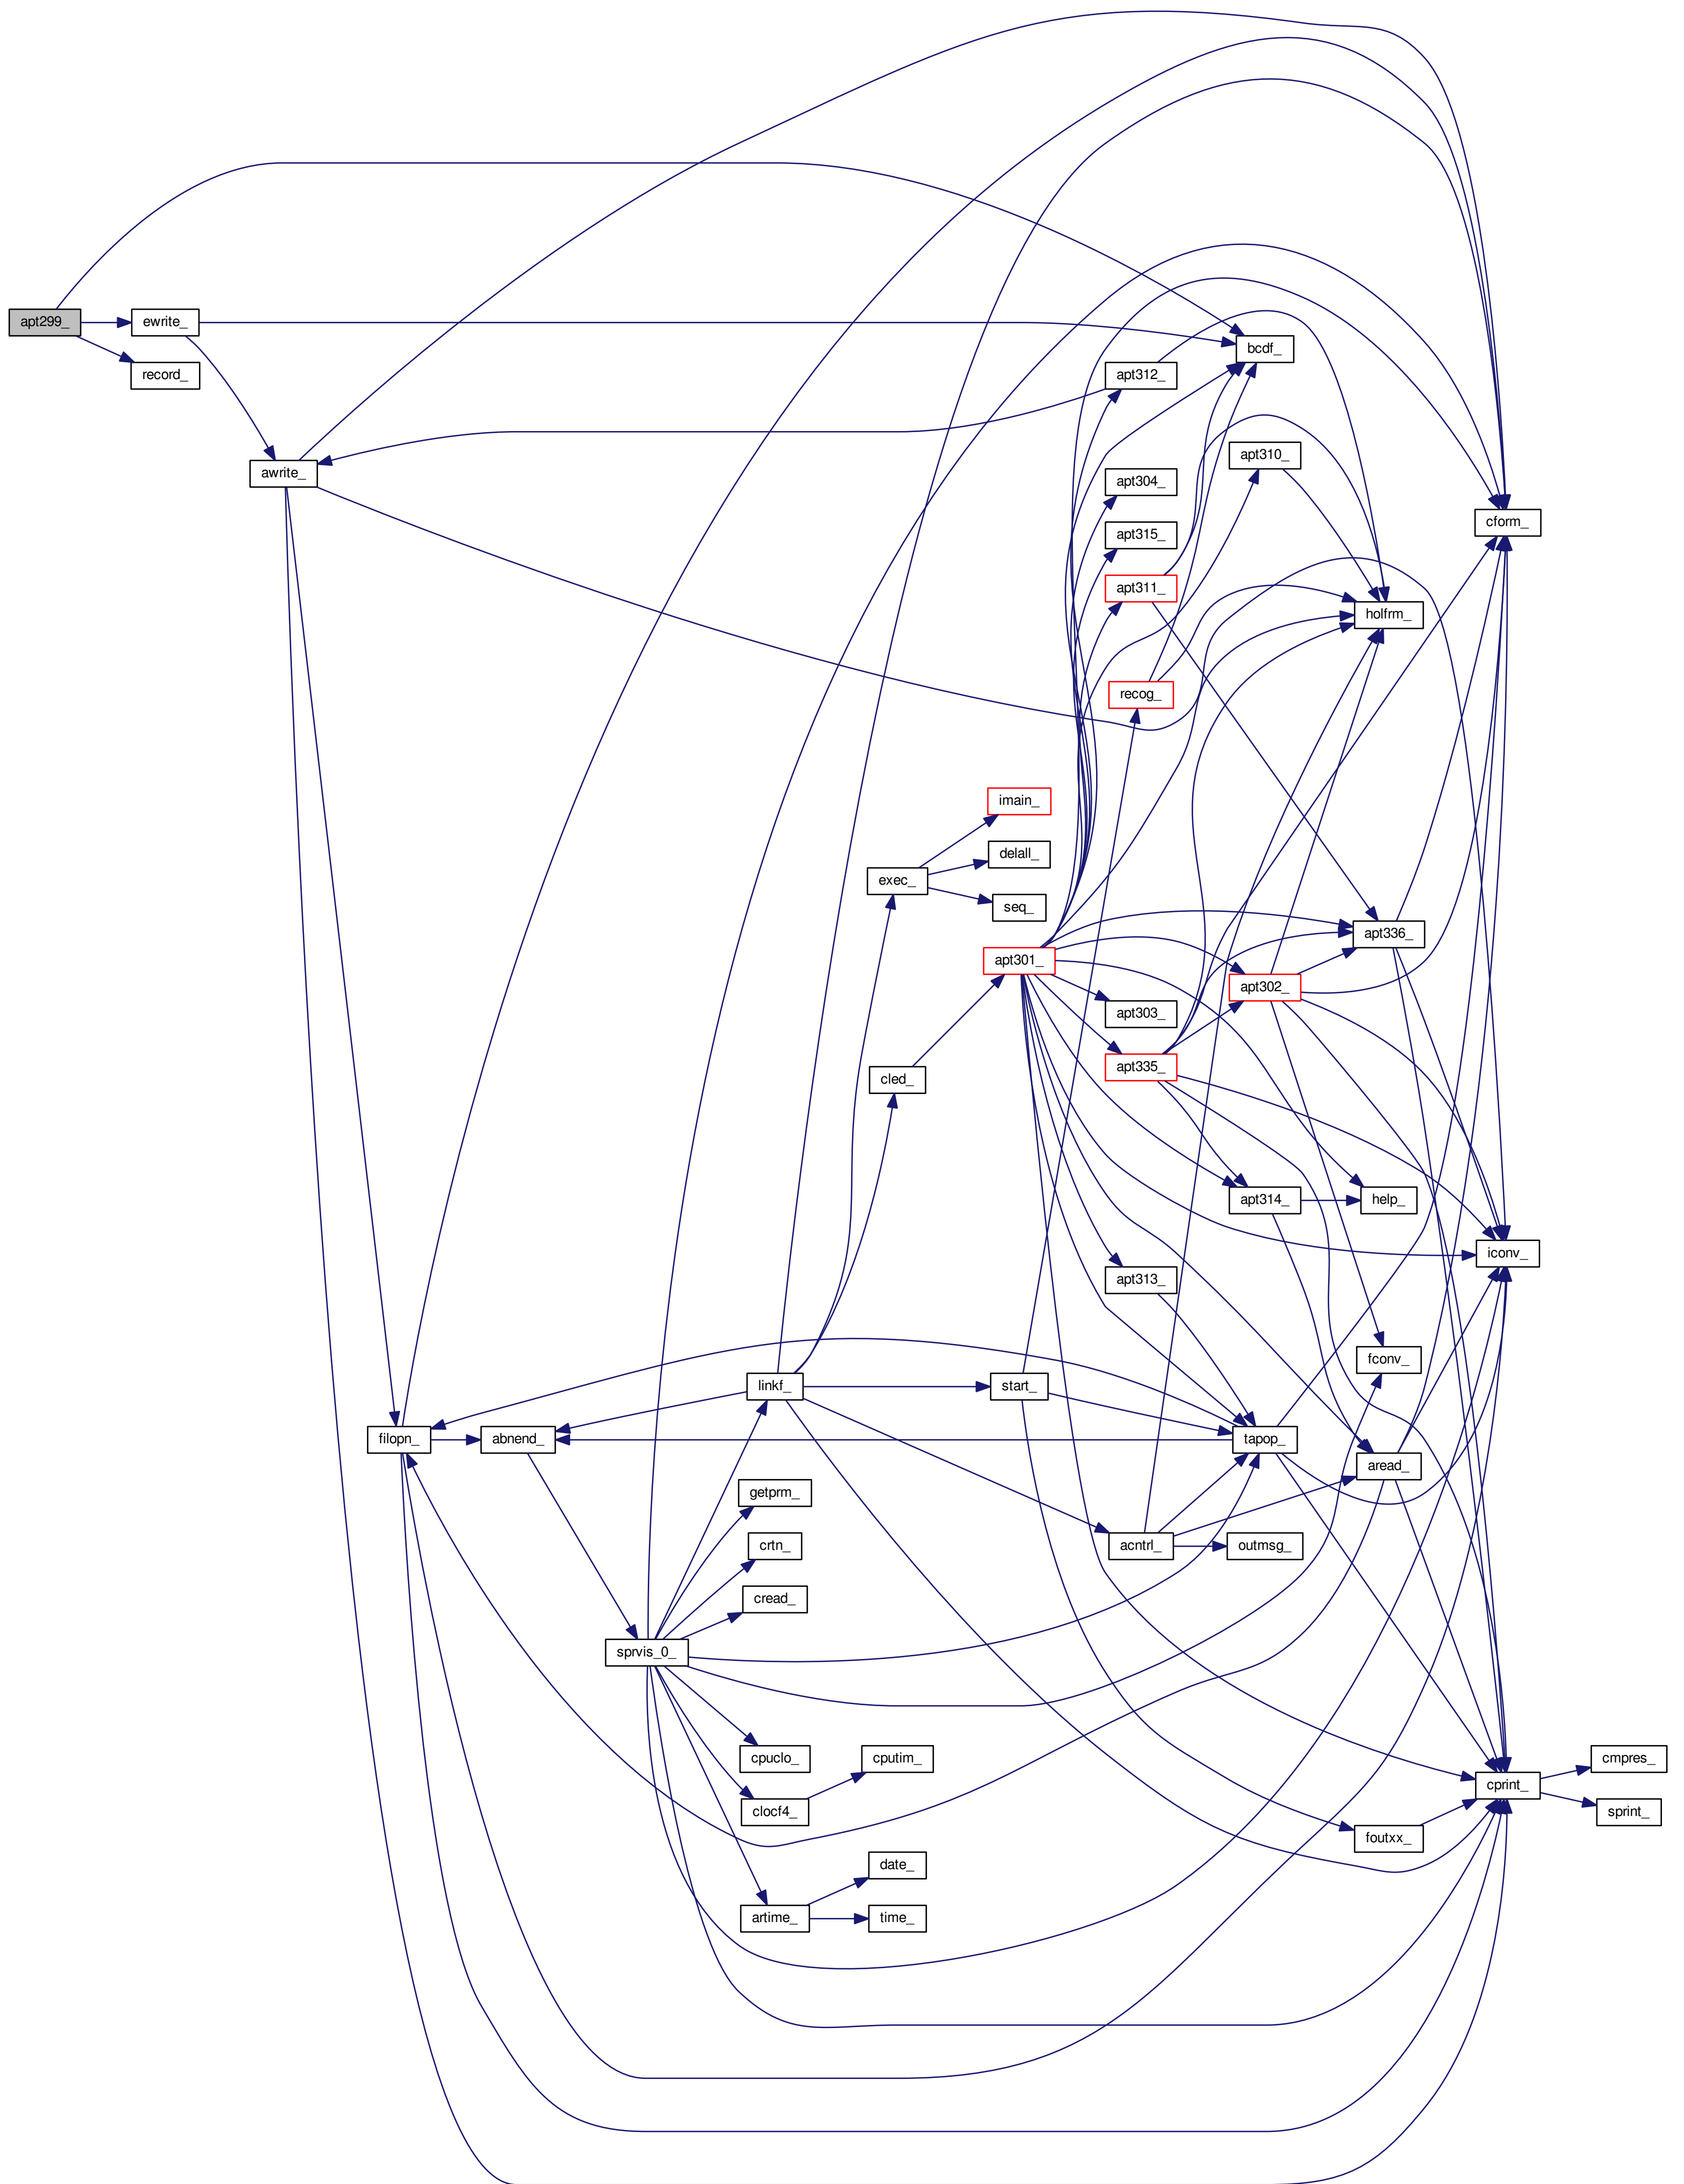 apt299_
ewrite_
record_
bcdf_
apt312_
awrite_
apt310_
apt304_
cform_
apt315_
apt311_
holfrm_
recog_
imain_
delall_
exec_
seq_
apt336_
apt301_
apt302_
apt303_
apt335_
cled_
apt314_
help_
iconv_
apt313_
fconv_
linkf_
start_
filopn_
abnend_
tapop_
aread_
getprm_
crtn_
acntrl_
outmsg_
cread_
sprvis_0_
cpuclo_
cputim_
cmpres_
cprint_
clocf4_
sprint_
foutxx_
date_
artime_
time_